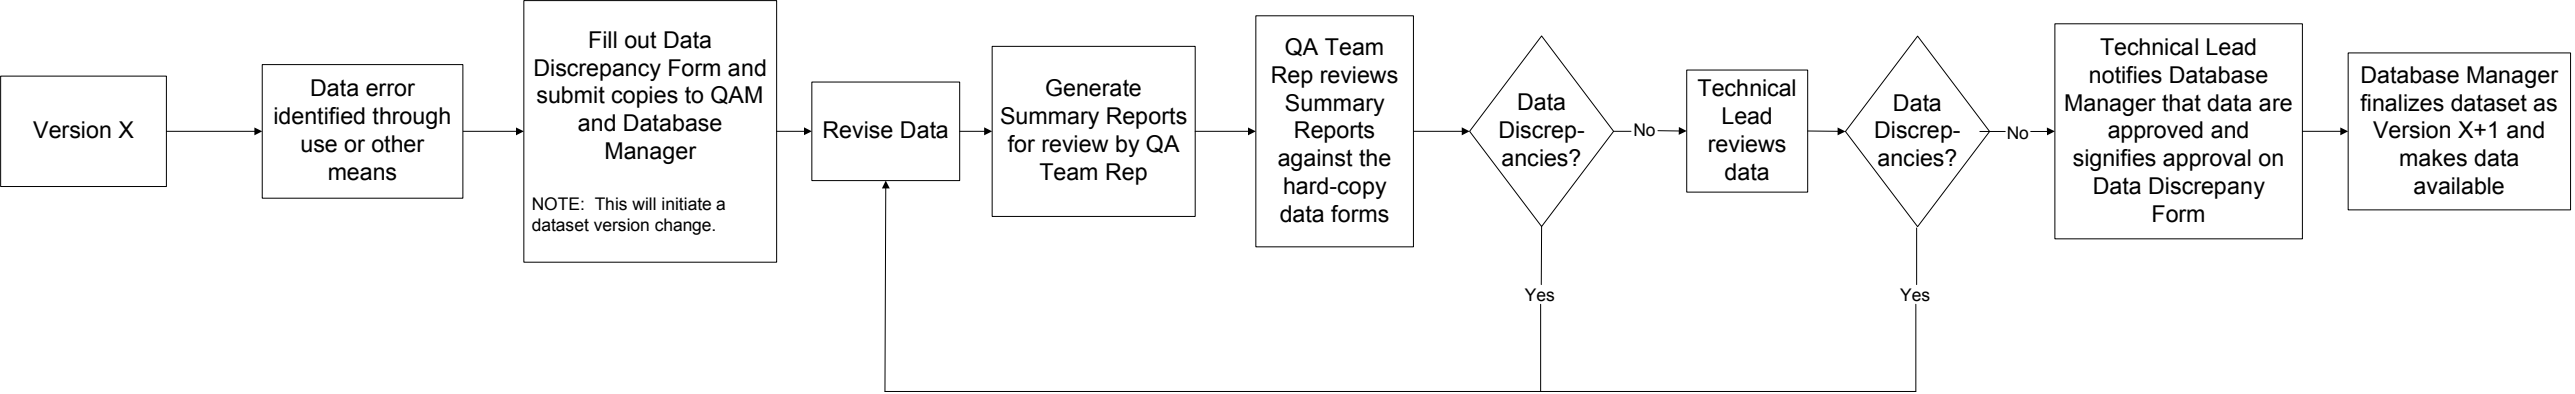 Version X
Data error
identified through
use or other
means
Fill out Data
Discrepancy Form and
submit copies to QAM
and Database
Manager
NOTE:  This will initiate a
dataset version change.
Revise Data
Generate
Summary Reports
for review by QA
Team Rep
QA Team
Rep reviews
Summary
Reports
against the
hard-copy
data forms
Data
Discrep-
ancies?
No
Yes
Technical
Lead
reviews
data
Data
Discrep-
ancies?
No
Yes
Technical Lead
notifies Database
Manager that data are
approved and
signifies approval on
Data Discrepany
Form
Database Manager
finalizes dataset as
Version X+1 and
makes data
available